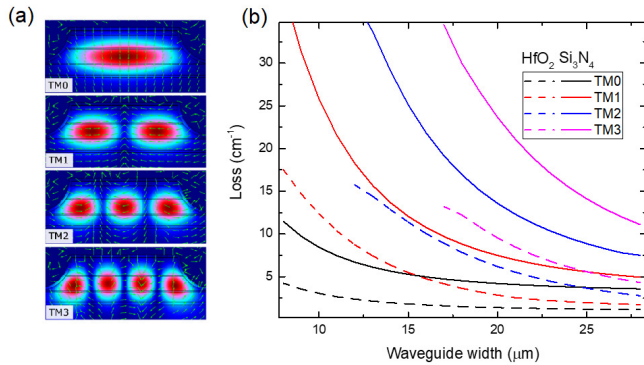 (a)
TM0
TM1
TM2
TM3
(b)
Loss (cm⁻¹)
30
25
20
15
10
5
HfO₂ Si₃N₄
TM0
TM1
TM2
TM3
10
15
20
25
Waveguide width (μm)